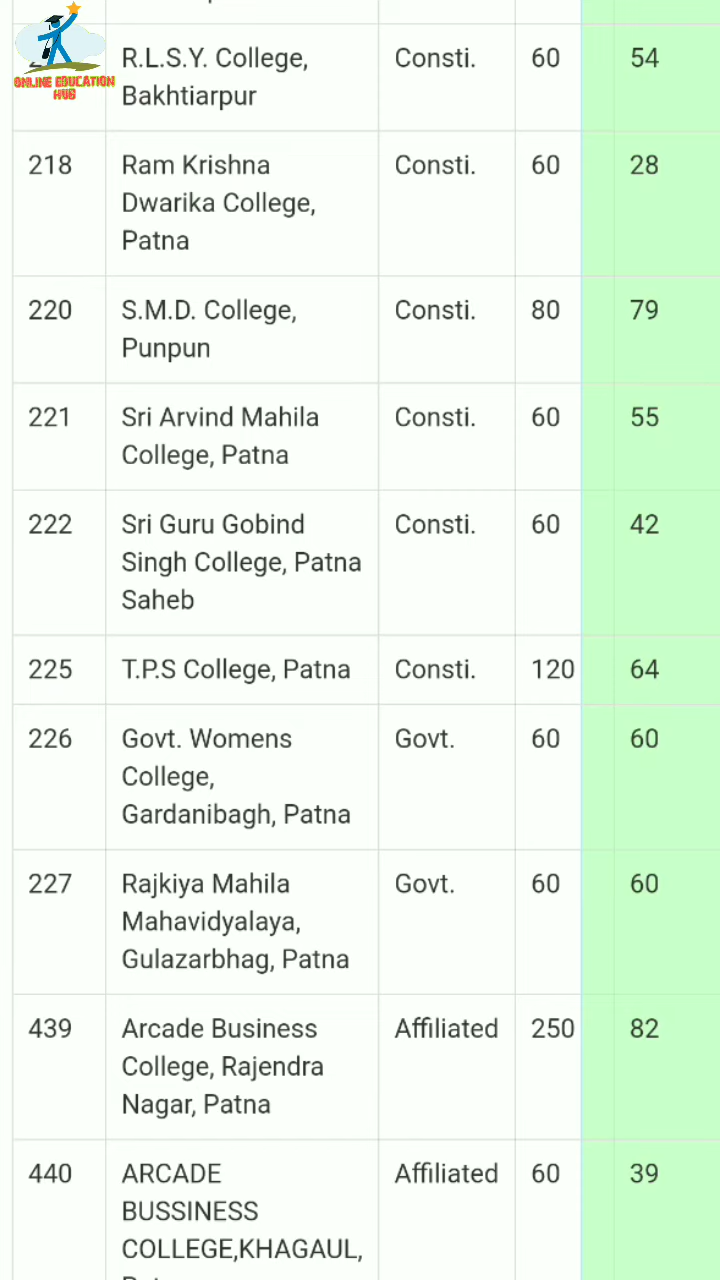 ONLINE EDUCATION
HUB
R.L.S.Y. College, Consti. 60 54
Bakhtiarpur
218 Ram Krishna Consti. 60 28
Dwarika College,
Patna
220 S.M.D. College, Consti. 80 79
Punpun
221 Sri Arvind Mahila Consti. 60 55
College, Patna
222 Sri Guru Gobind Consti. 60 42
Singh College, Patna
Saheb
225 T.P.S College, Patna Consti. 120 64
226 Govt. Womens Govt. 60 60
College,
Gardanibagh, Patna
227 Rajkiya Mahila Govt. 60 60
Mahavidyalaya,
Gulazarbhag, Patna
439 Arcade Business Affiliated 250 82
College, Rajendra
Nagar, Patna
440 ARCADE Affiliated 60 39
BUSSINESS
COLLEGE,KHAGAUL,